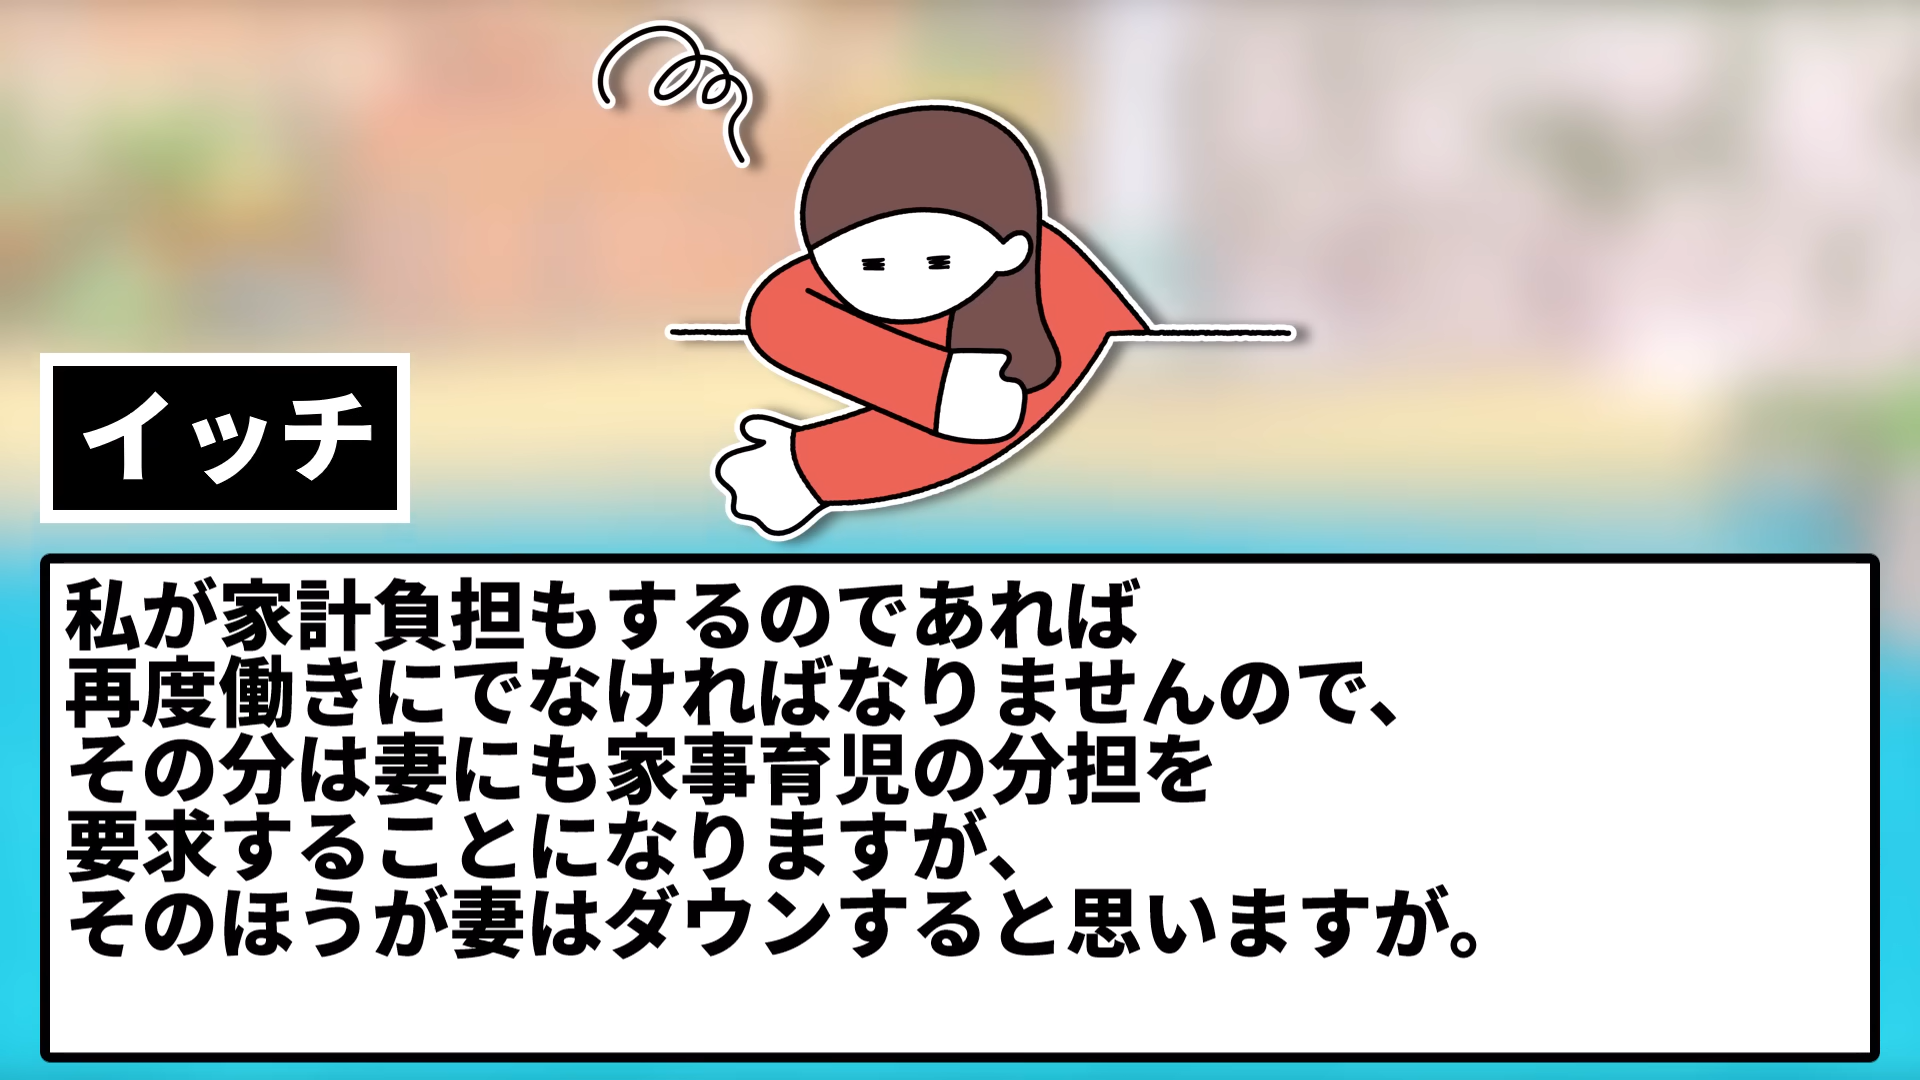 イッチ
私が家計負担もするのであれば
再度働きにでなければなりませんので、
その分は妻にも家事育児の分担を
要求することになりますが、
そのほうが妻はダウンすると思いますが。